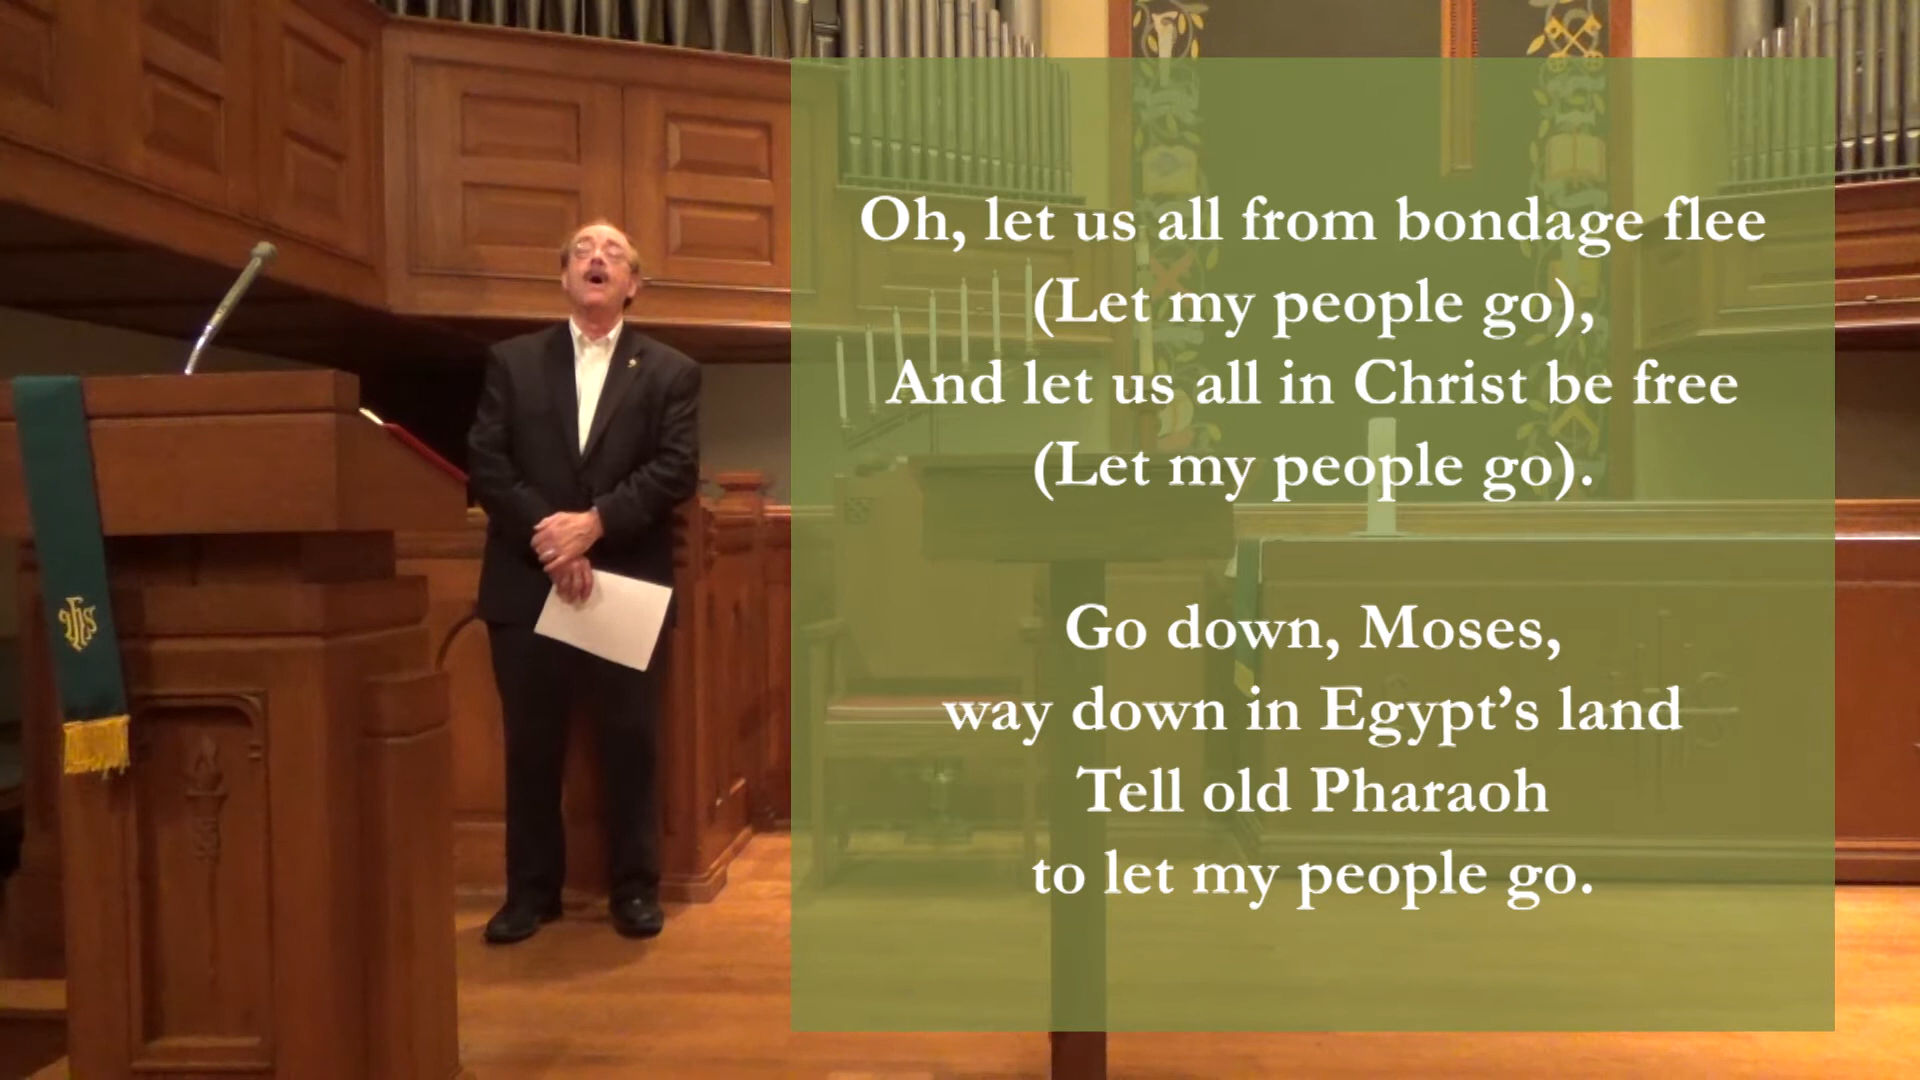 Oh, let us all from bondage flee
(Let my people go),
And let us all in Christ be free
(Let my people go).
Go down, Moses,
way down in Egypt’s land
Tell old Pharaoh
to let my people go.
IHS